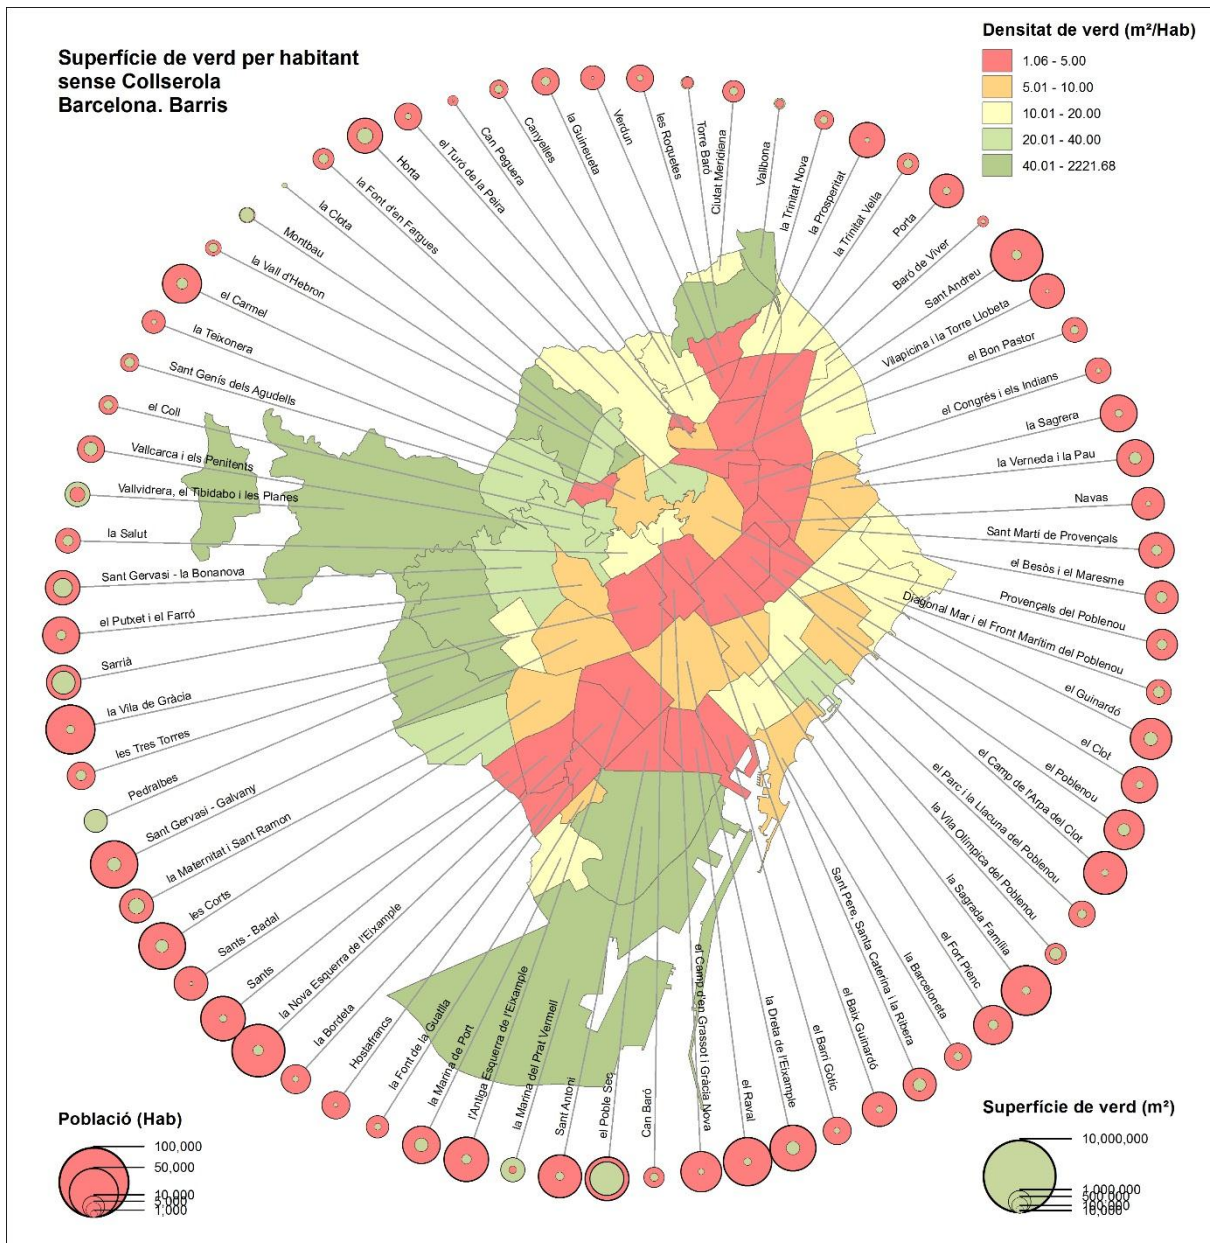 Superfície de verd per habitant
sense Collserola
Barcelona. Barris
Densitat de verd (m²/Hab)
1.06 - 5.00
5.01 - 10.00
10.01 - 20.00
20.01 - 40.00
40.01 - 2221.68
Horta
el Turó de la Peira
Can Peguera
Canyelles
la Guineueta
Verdun
les Roquetes
Torre Baró
Ciutat Meridiana
Vallbona
la Trinitat Nova
la Prosperitat
la Trinitat Vella
Porta
Baró de Viver
Sant Andreu
Vilapicina i la Torre Llobeta
el Bon Pastor
el Congrés i els Indians
la Sagrera
la Verneda i la Pau
Navas
Sant Martí de Provençals
el Besòs i el Maresme
Provençals del Poblenou
Diagonal Mar i el Front Marítim del Poblenou
el Guinardó
el Clot
el Poblenou
el Camp de l'Arpa del Clot
el Parc i la Llacuna del Poblenou
la Vila Olímpica del Poblenou
la Sagrada Família
el Fort Pienc
la Barceloneta
Sant Pere, Santa Caterina i la Ribera
el Baix Guinardó
el Barri Gòtic
la Dreta de l'Eixample
el Raval
el Camp d'en Grassot i Gràcia Nova
Can Baró
el Poble Sec
Sant Antoni
la Marina del Prat Vermell
l'Antiga Esquerra de l'Eixample
la Marina de Port
la Font de la Guatlla
Hostafrancs
la Bordeta
la Nova Esquerra de l'Eixample
Sants
Sants - Badal
les Corts
la Maternitat i Sant Ramon
Sant Gervasi - Galvany
Pedralbes
les Tres Torres
la Vila de Gràcia
Sarrià
el Putxet i el Farró
Sant Gervasi - la Bonanova
la Salut
Vallvidrera, el Tibidabo i les Planes
Vallcarca i els Penitents
el Coll
Sant Genís dels Agudells
la Teixonera
el Carmel
la Vall d'Hebron
Montbau
la Clota
la Font d'en Fargues
Població (Hab)
100,000
50,000
10,000
5,000
1,000
Superfície de verd (m²)
10,000,000
1,000,000
500,000
100,000
10,000